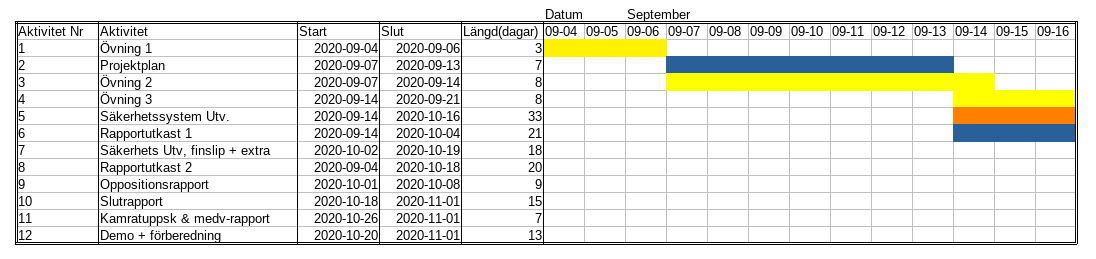 Datum September
Aktivitet Nr Aktivitet Start Slut Längd(dagar) 09-04 09-05 09-06 09-07 09-08 09-09 09-10 09-11 09-12 09-13 09-14 09-15 09-16
1 Övning 1 2020-09-04 2020-09-06 3
2 Projektplan 2020-09-07 2020-09-13 7
3 Övning 2 2020-09-07 2020-09-14 8
4 Övning 3 2020-09-14 2020-09-21 8
5 Säkerhetssystem Utv. 2020-09-14 2020-10-16 33
6 Rapportutkast 1 2020-09-14 2020-10-04 21
7 Säkerhets Utv, finslip + extra 2020-10-02 2020-10-19 18
8 Rapportutkast 2 2020-09-04 2020-10-18 20
9 Oppositionsrapport 2020-10-01 2020-10-08 9
10 Slutrapport 2020-10-18 2020-11-01 15
11 Kamratuppsk & medv-rapport 2020-10-26 2020-11-01 7
12 Demo + förberedning 2020-10-20 2020-11-01 13